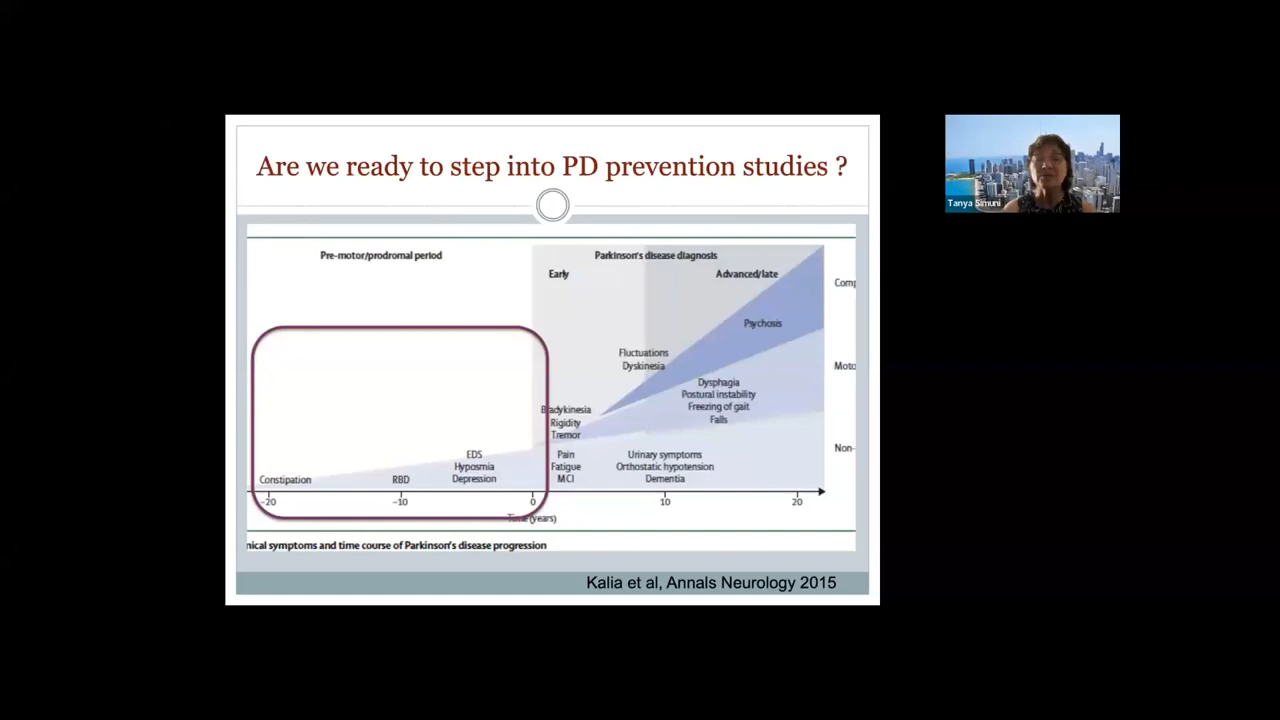 Are we ready to step into PD prevention studies ?
Pre-motor/prodromal period
Parkinson's disease diagnosis
Early
Advanced/late
Comp
Psychosis
Fluctuations
Dyskinesia
Moto
Dysphagia
Postural instability
Freezing of gait
Falls
Bradykinesia
Rigidity
Tremor
Non-
EDS
Hyposmia
Depression
Pain
Fatigue
MCI
Urinary symptoms
Orthostatic hypotension
Dementia
Constipation
RBD
-20
-10
0
10
20
Time (years)
nical symptoms and time course of Parkinson's disease progression
Kalia et al, Annals Neurology 2015
Tanya Simuni